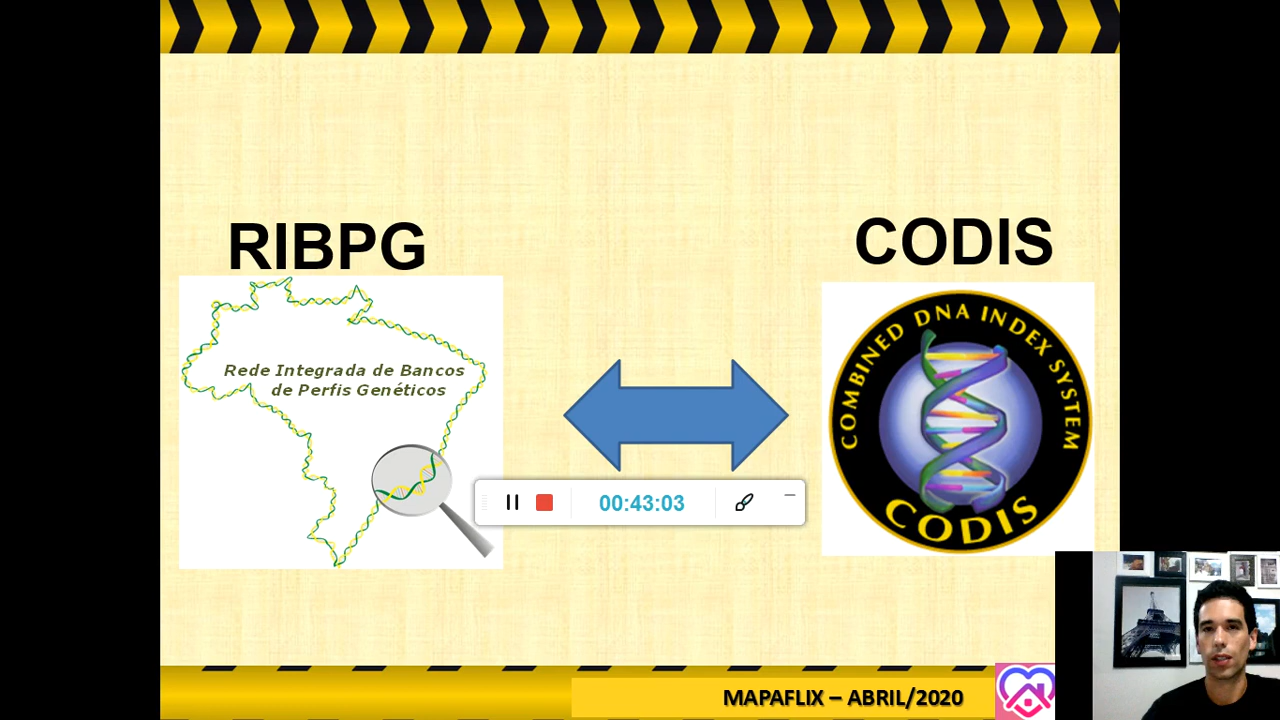 RIBPG
CODIS
Rede Integrada de Bancos
de Perfis Genéticos
COMBINED DNA INDEX SYSTEM
CODIS
00:43:03
MAPAFLIX – ABRIL/2020